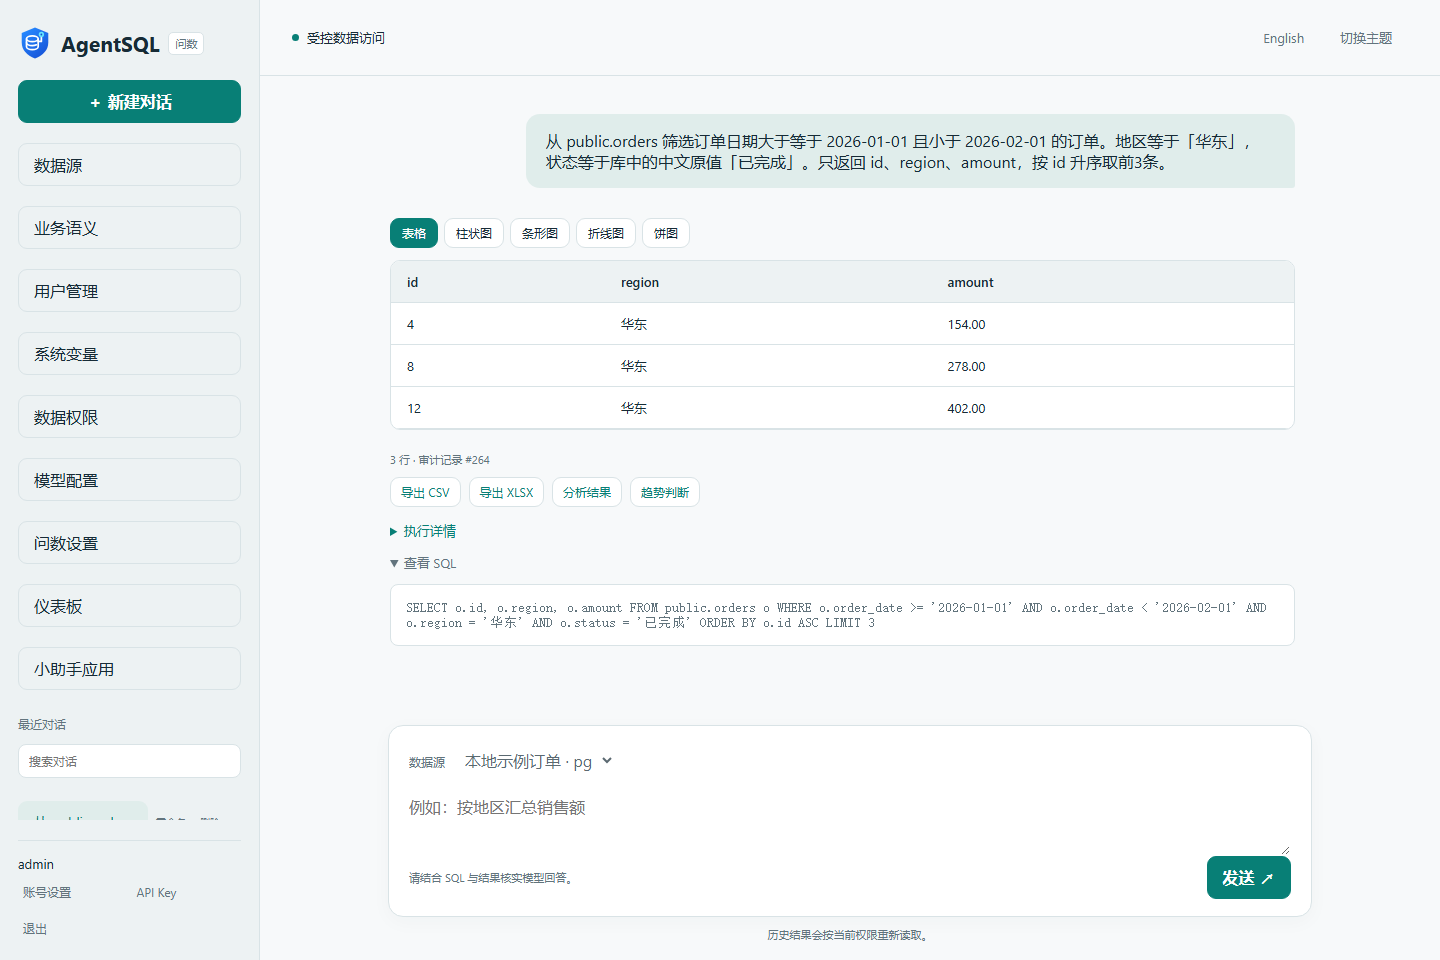 AgentSQL 问数
+ 新建对话
数据源
业务语义
用户管理
系统变量
数据权限
模型配置
问数设置
仪表板
小助手应用
最近对话
搜索对话
admin
账号设置 API Key
退出
受控数据访问
English 切换主题
从 public.orders 筛选订单日期大于等于 2026-01-01 且小于 2026-02-01 的订单。地区等于「华东」,
状态等于库中的中文原值「已完成」。只返回 id、region、amount，按 id 升序取前3条。
表格 柱状图 条形图 折线图 饼图
id region amount
4 华东 154.00
8 华东 278.00
12 华东 402.00
3 行 · 审计记录 #264
导出 CSV 导出 XLSX 分析结果 趋势判断
▶ 执行详情
▼ 查看 SQL
SELECT o.id, o.region, o.amount FROM public.orders o WHERE o.order_date >= '2026-01-01' AND o.order_date < '2026-02-01' AND
o.region = '华东' AND o.status = '已完成' ORDER BY o.id ASC LIMIT 3
数据源 本地示例订单 · pg
例如：按地区汇总销售额
请结合 SQL 与结果核实模型回答。
发送 ↗
历史结果会按当前权限重新读取。